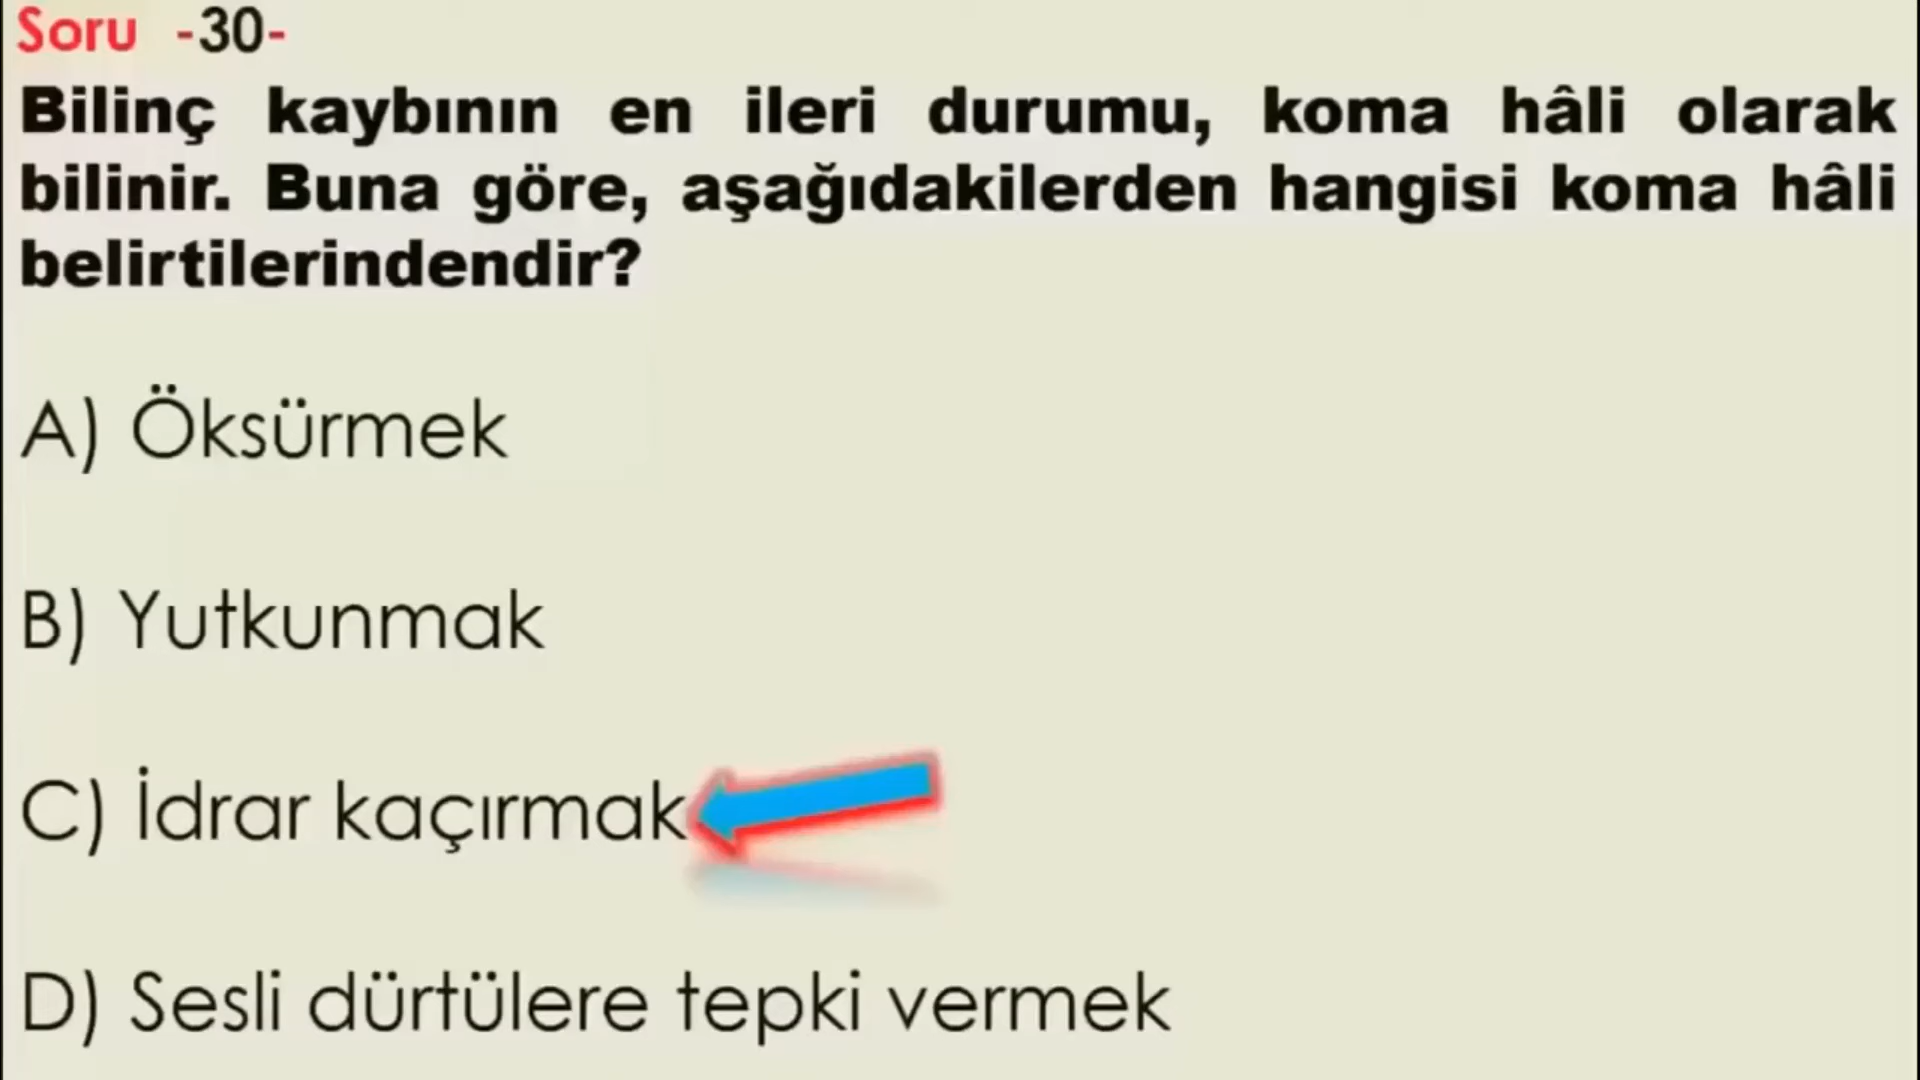 Soru -30-
Bilinç kaybının en ileri durumu, koma hâli olarak
bilinir. Buna göre, aşağıdakilerden hangisi koma hâli
belirtilerindendir?
A) Öksürmek
B) Yutkunmak
C) İdrar kaçırmak
D) Sesli dürtülere tepki vermek